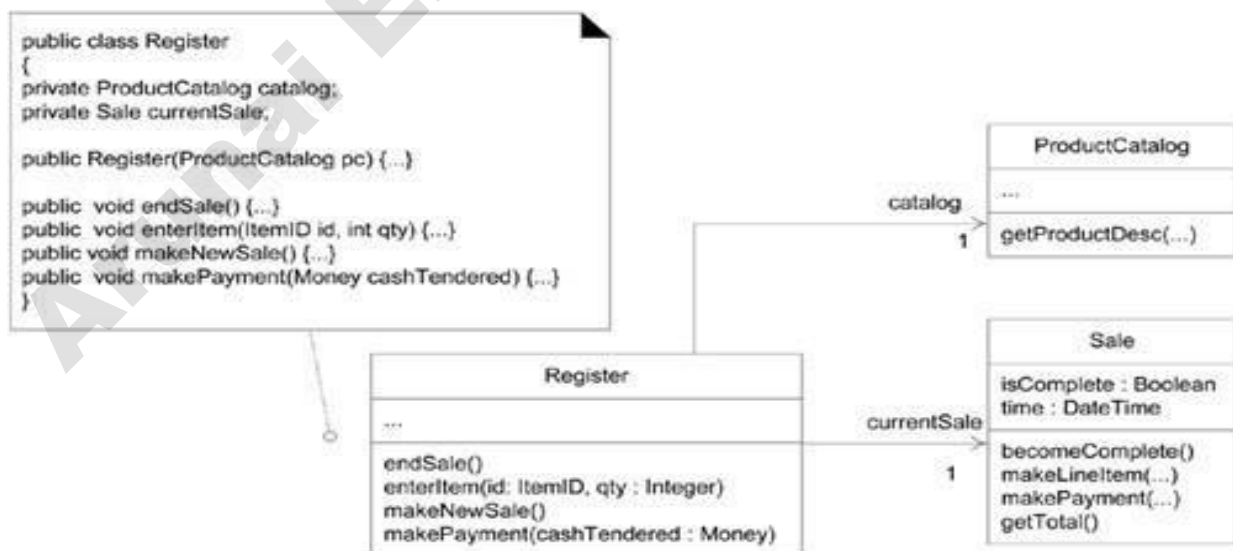 public class Register
{
private ProductCatalog catalog;
private Sale currentSale;
public Register(ProductCatalog pc) {...}
public void endSale() {...}
public void enterItem(ItemID id, int qty) {...}
public void makeNewSale() {...}
public void makePayment(Money cashTendered) {...}
}
ProductCatalog
...
getProductDesc(...)
catalog
1
Register
...
endSale()
enterItem(id: ItemID, qty : Integer)
makeNewSale()
makePayment(cashTendered : Money)
currentSale
1
Sale
isComplete : Boolean
time : DateTime
becomeComplete()
makeLineItem(...)
makePayment(...)
getTotal()
Arunai E